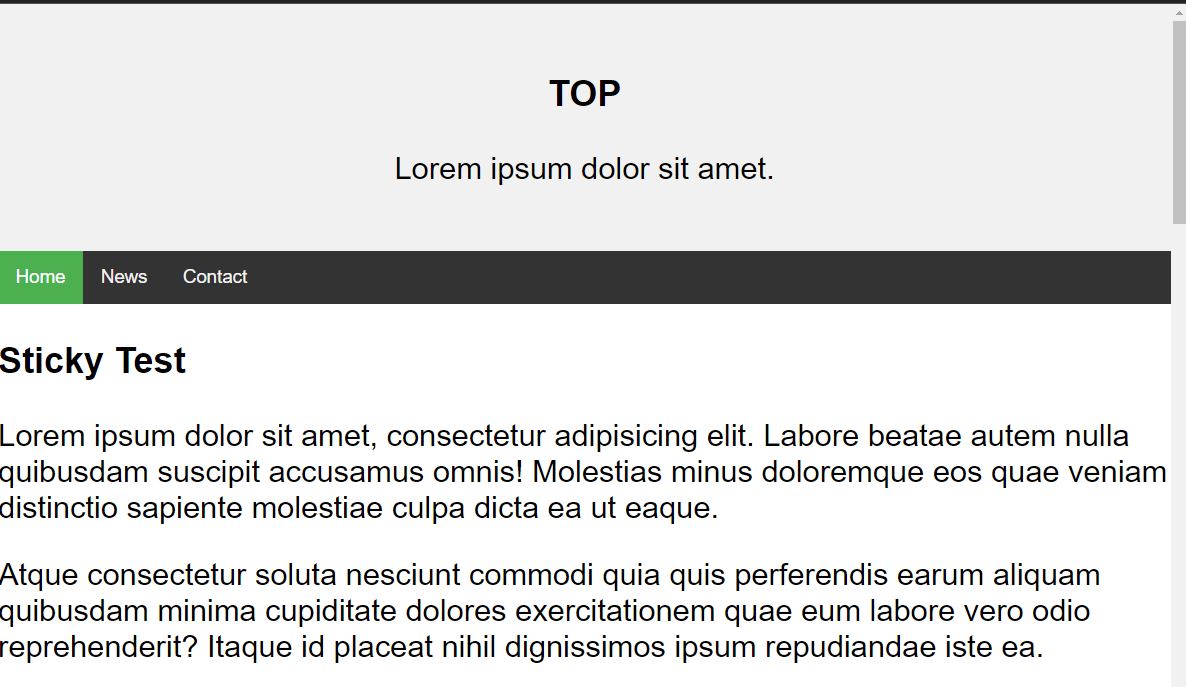 TOP
Lorem ipsum dolor sit amet.
Home News Contact
Sticky Test
Lorem ipsum dolor sit amet, consectetur adipisicing elit. Labore beatae autem nulla
quibusdam suscipit accusamus omnis! Molestias minus doloremque eos quae veniam
distinctio sapiente molestiae culpa dicta ea ut eaque.
Atque consectetur soluta nesciunt commodi quia quis perferendis earum aliquam
quibusdam minima cupiditate dolores exercitationem quae eum labore vero odio
reprehenderit? Itaque id placeat nihil dignissimos ipsum repudiandae iste ea.